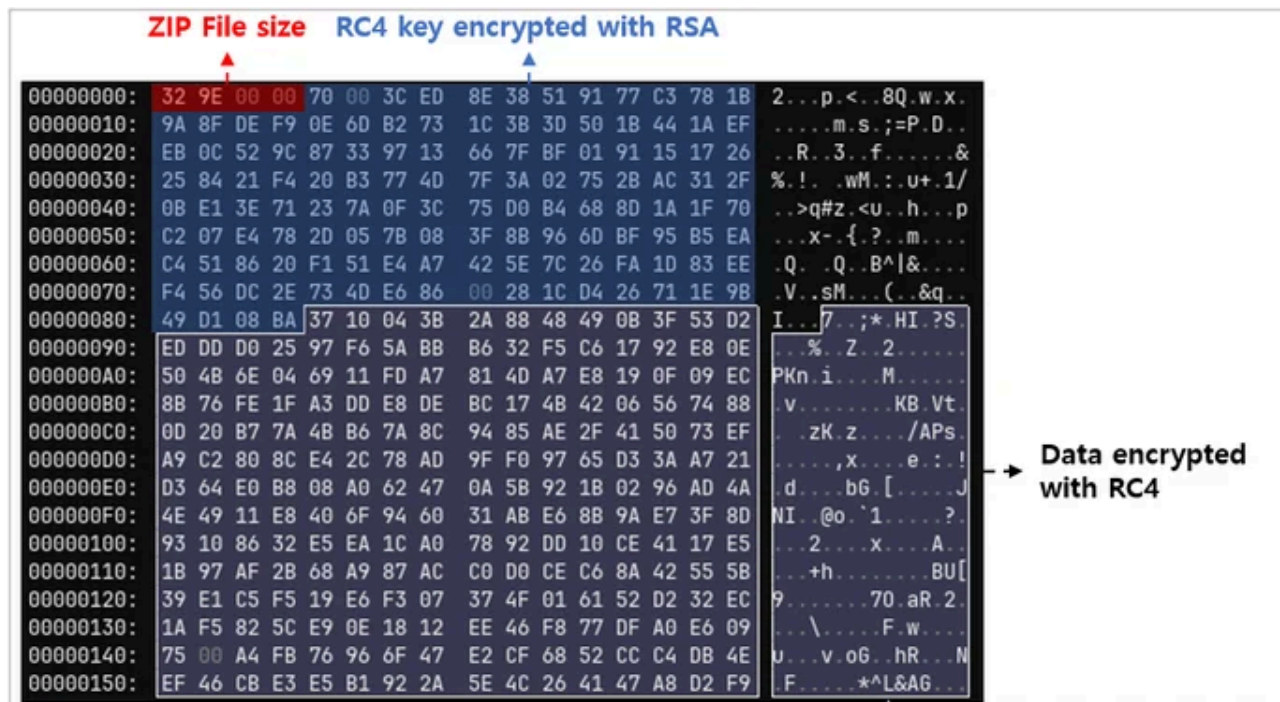 ZIP File size RC4 key encrypted with RSA
00000000: 32 9E 00 00 70 00 3C ED 8E 38 51 91 77 C3 78 1B 2...p.<..8Q.w.x.
00000010: 9A 8F DE F9 0E 6D B2 73 1C 3B 3D 50 1B 44 1A EF .....m.s.;=P.D..
00000020: EB 0C 52 9C 87 33 97 13 66 7F BF 01 91 15 17 26 ..R..3..f......&
00000030: 25 84 21 F4 20 B3 77 4D 7F 3A 02 75 2B AC 31 2F %.!. .wM.:.u+.1/
00000040: 0B E1 3E 71 23 7A 0F 3C 75 D0 B4 68 8D 1A 1F 70 ..>q#z.<u..h...p
00000050: C2 07 E4 78 2D 05 7B 08 3F 8B 96 6D BF 95 B5 EA ...x-.{.?..m....
00000060: C4 51 86 20 F1 51 E4 A7 42 5E 7C 26 FA 1D 83 EE .Q. .Q..B^|&....
00000070: F4 56 DC 2E 73 4D E6 86 00 28 1C D4 26 71 1E 9B .V..sM...(..&q..
00000080: 49 D1 08 BA 37 10 04 3B 2A 88 48 49 0B 3F 53 D2 I...7..;*.HI.?S.
00000090: ED DD D0 25 97 F6 5A BB B6 32 F5 C6 17 92 E8 0E ...%..Z..2......
000000A0: 50 4B 6E 04 69 11 FD A7 81 4D A7 E8 19 0F 09 EC PKn.i....M......
000000B0: 8B 76 FE 1F A3 DD E8 DE BC 17 4B 42 06 56 74 88 .v........KB.Vt.
000000C0: 0D 20 B7 7A 4B B6 7A 8C 94 85 AE 2F 41 50 73 EF . .zK.z..../APs.
000000D0: A9 C2 80 8C E4 2C 78 AD 9F F0 97 65 D3 3A A7 21 .....,x....e.:.!
000000E0: D3 64 E0 B8 08 A0 62 47 0A 5B 92 1B 02 96 AD 4A .d....bG.[.....J
000000F0: 4E 49 11 E8 40 6F 94 60 31 AB E6 8B 9A E7 3F 8D NI..@o.`1.....?.
00000100: 93 10 86 32 E5 EA 1C A0 78 92 DD 10 CE 41 17 E5 ...2....x....A..
00000110: 1B 97 AF 2B 68 A9 87 AC C0 D0 CE C6 8A 42 55 5B ...+h........BU[
00000120: 39 E1 C5 F5 19 E6 F3 07 37 4F 01 61 52 D2 32 EC 9.......7O.aR.2.
00000130: 1A F5 82 5C E9 0E 18 12 EE 46 F8 77 DF A0 E6 09 ...\.....F.w....
00000140: 75 00 A4 FB 76 96 6F 47 E2 CF 68 52 CC C4 DB 4E u...v.oG..hR...N
00000150: EF 46 CB E3 E5 B1 92 2A 5E 4C 26 41 47 A8 D2 F9 .F.....*^L&AG...
Data encrypted
with RC4